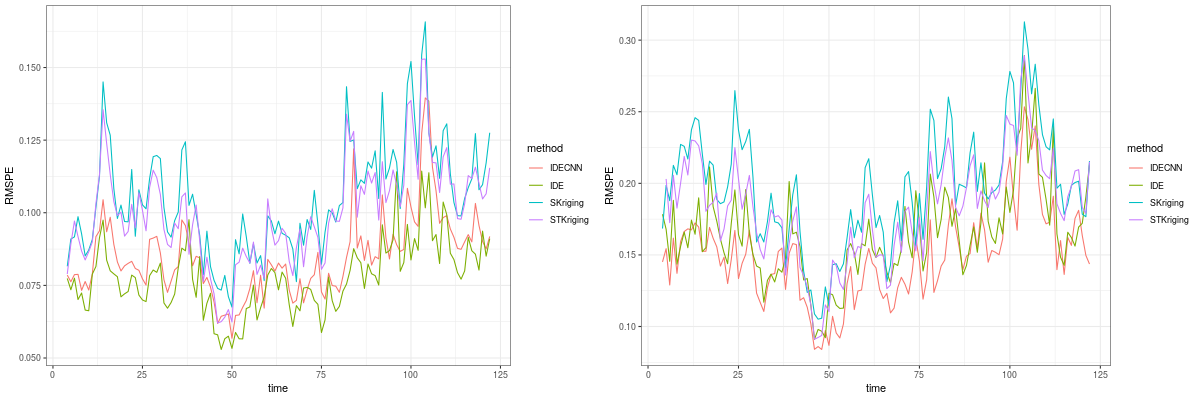 RMSPE
0.150
0.125
0.100
0.075
0.050
0
25
50
75
100
125
time
method
IDECNN
IDE
SKriging
STKriging
RMSPE
0.30
0.25
0.20
0.15
0.10
0
25
50
75
100
125
time
method
IDECNN
IDE
SKriging
STKriging